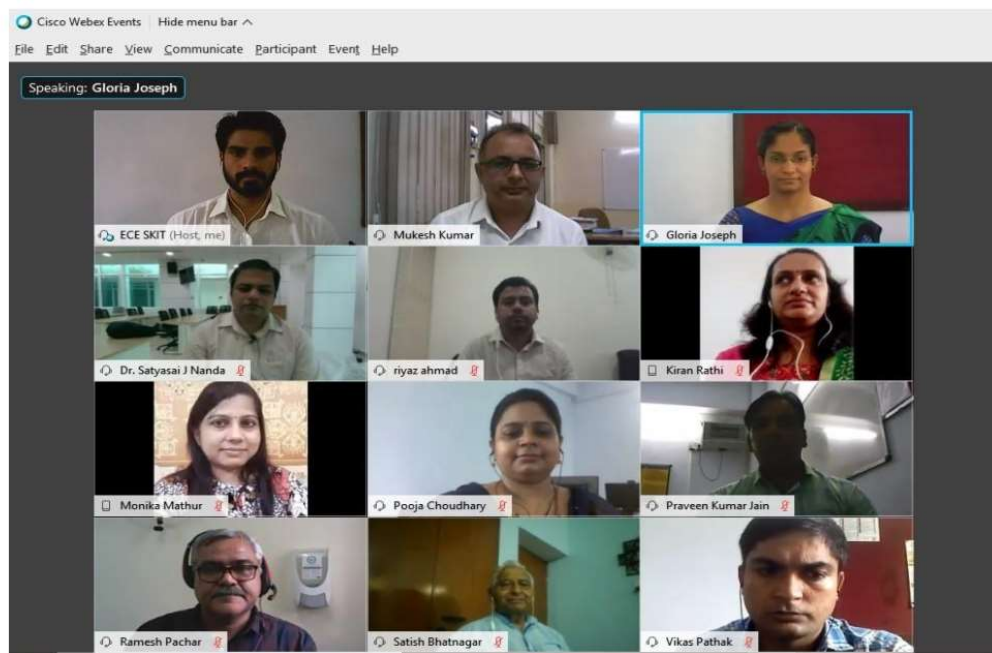 Cisco Webex Events Hide menu bar
File Edit Share View Communicate Participant Event Help
Speaking: Gloria Joseph
ECE SKIT (Host, me)
Mukesh Kumar
Gloria Joseph
Dr. Satyasai J Nanda
riyaz ahmad
Kiran Rathi
Monika Mathur
Pooja Choudhary
Praveen Kumar Jain
Ramesh Pachar
Satish Bhatnagar
Vikas Pathak